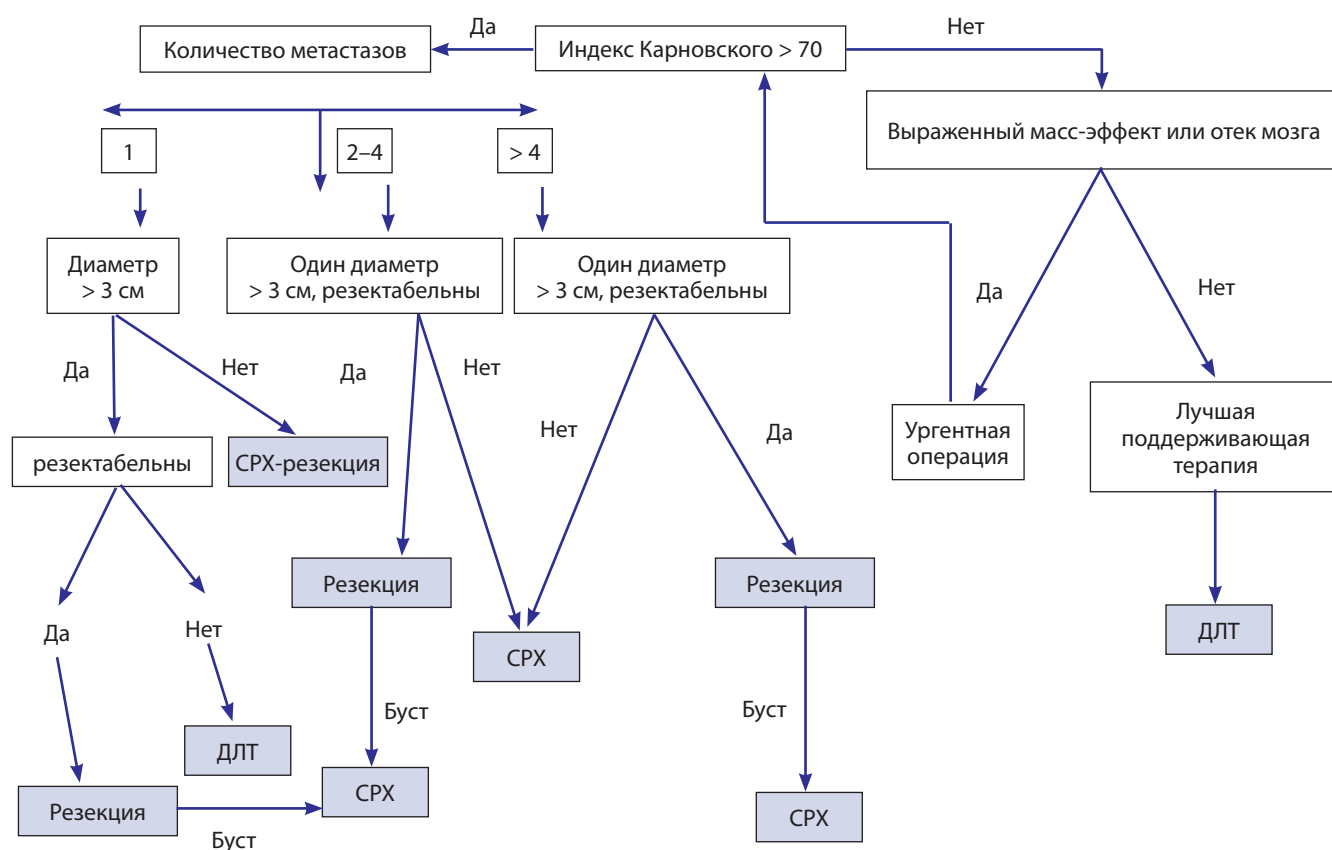 Да
Нет
Количество метастазов
Индекс Карновского > 70
Выраженный масс-эффект или отек мозга
1
2–4
> 4
Диаметр
> 3 см
Один диаметр
> 3 см, резектабельны
Один диаметр
> 3 см, резектабельны
Да
Нет
Да
Нет
Да
Нет
Нет
Да
резектабельны
СРХ-резекция
Ургентная
операция
Лучшая
поддерживающая
терапия
Резекция
Резекция
Да
Нет
СРХ
ДЛТ
Буст
Буст
ДЛТ
Резекция
СРХ
СРХ
Буст